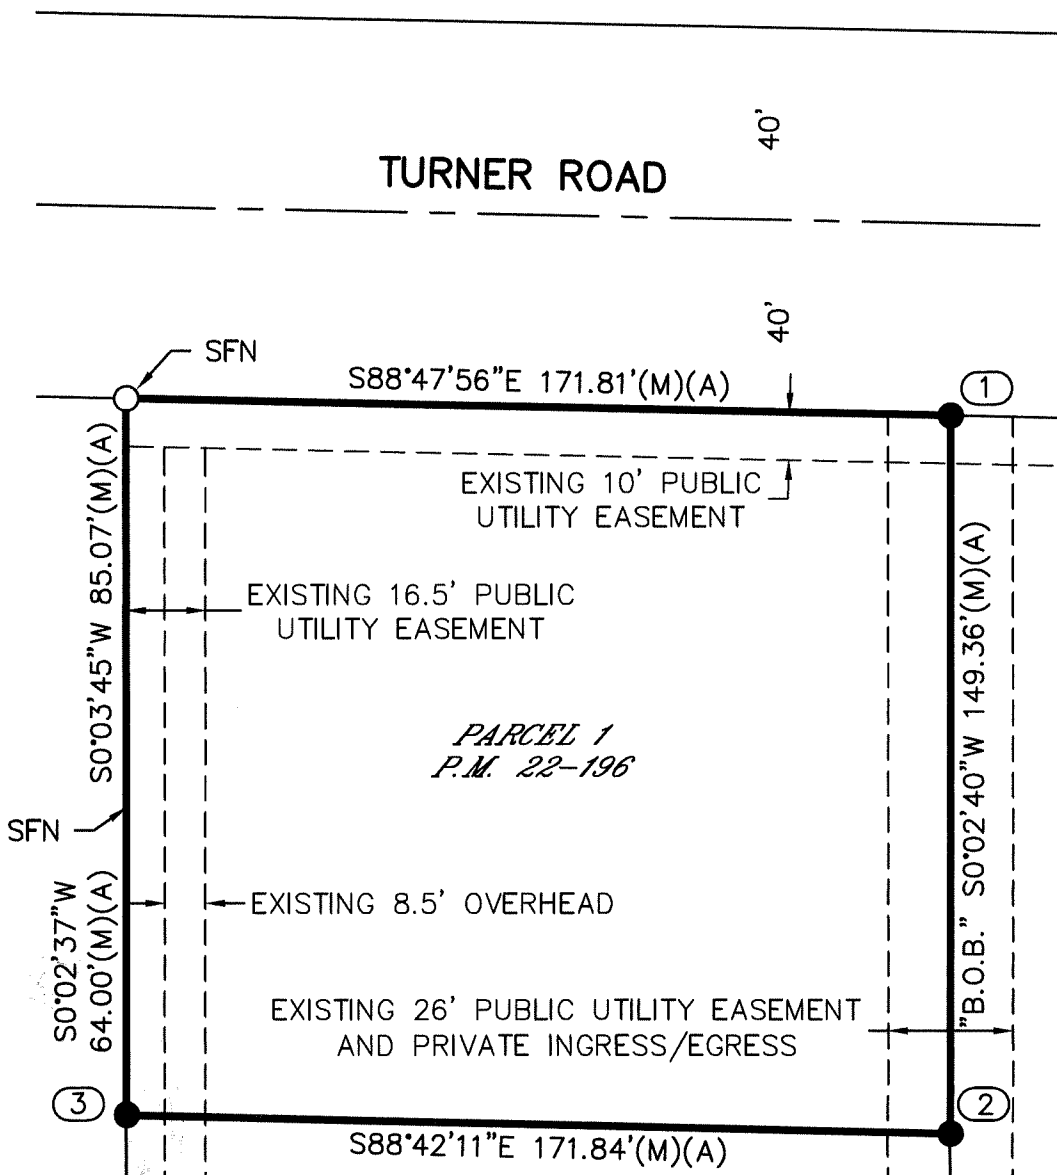 40'
TURNER ROAD
40'
SFN
S88°47'56"E 171.81'(M)(A)
1
EXISTING 10' PUBLIC
UTILITY EASEMENT
S0°03'45"W 85.07'(M)(A)
EXISTING 16.5' PUBLIC
UTILITY EASEMENT
"B.O.B." S0°02'40"W 149.36'(M)(A)
PARCEL 1
P.M. 22-196
SFN
S0°02'37"W
64.00'(M)(A)
EXISTING 8.5' OVERHEAD
EXISTING 26' PUBLIC UTILITY EASEMENT
AND PRIVATE INGRESS/EGRESS
3
2
S88°42'11"E 171.84'(M)(A)